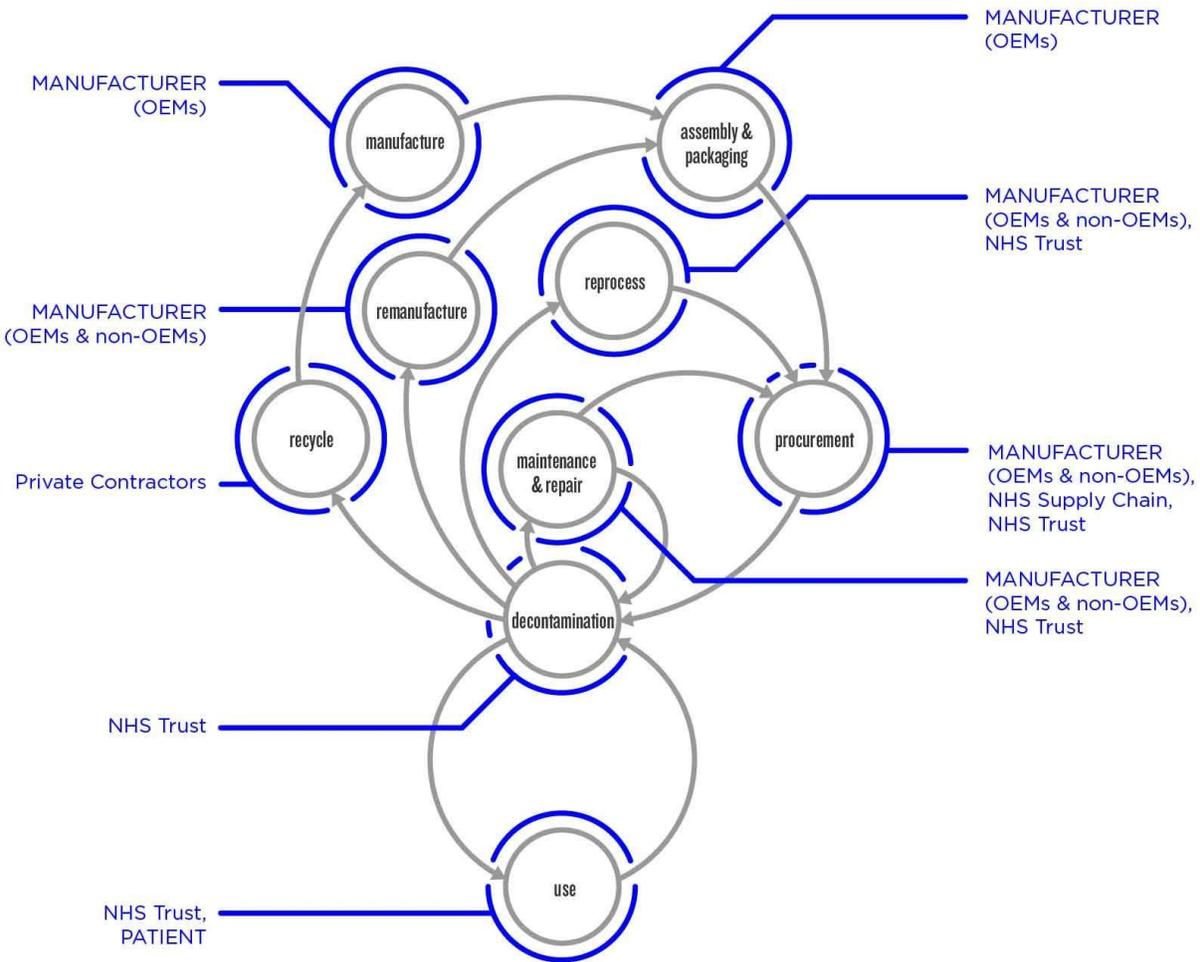 MANUFACTURER
(OEMs)
MANUFACTURER
(OEMs)
manufacture
assembly &
packaging
MANUFACTURER
(OEMs & non-OEMs),
NHS Trust
reprocess
MANUFACTURER
(OEMs & non-OEMs)
remanufacture
recycle
maintenance
& repair
procurement
MANUFACTURER
(OEMs & non-OEMs),
NHS Supply Chain,
NHS Trust
Private Contractors
MANUFACTURER
(OEMs & non-OEMs),
NHS Trust
decontamination
NHS Trust
use
NHS Trust,
PATIENT